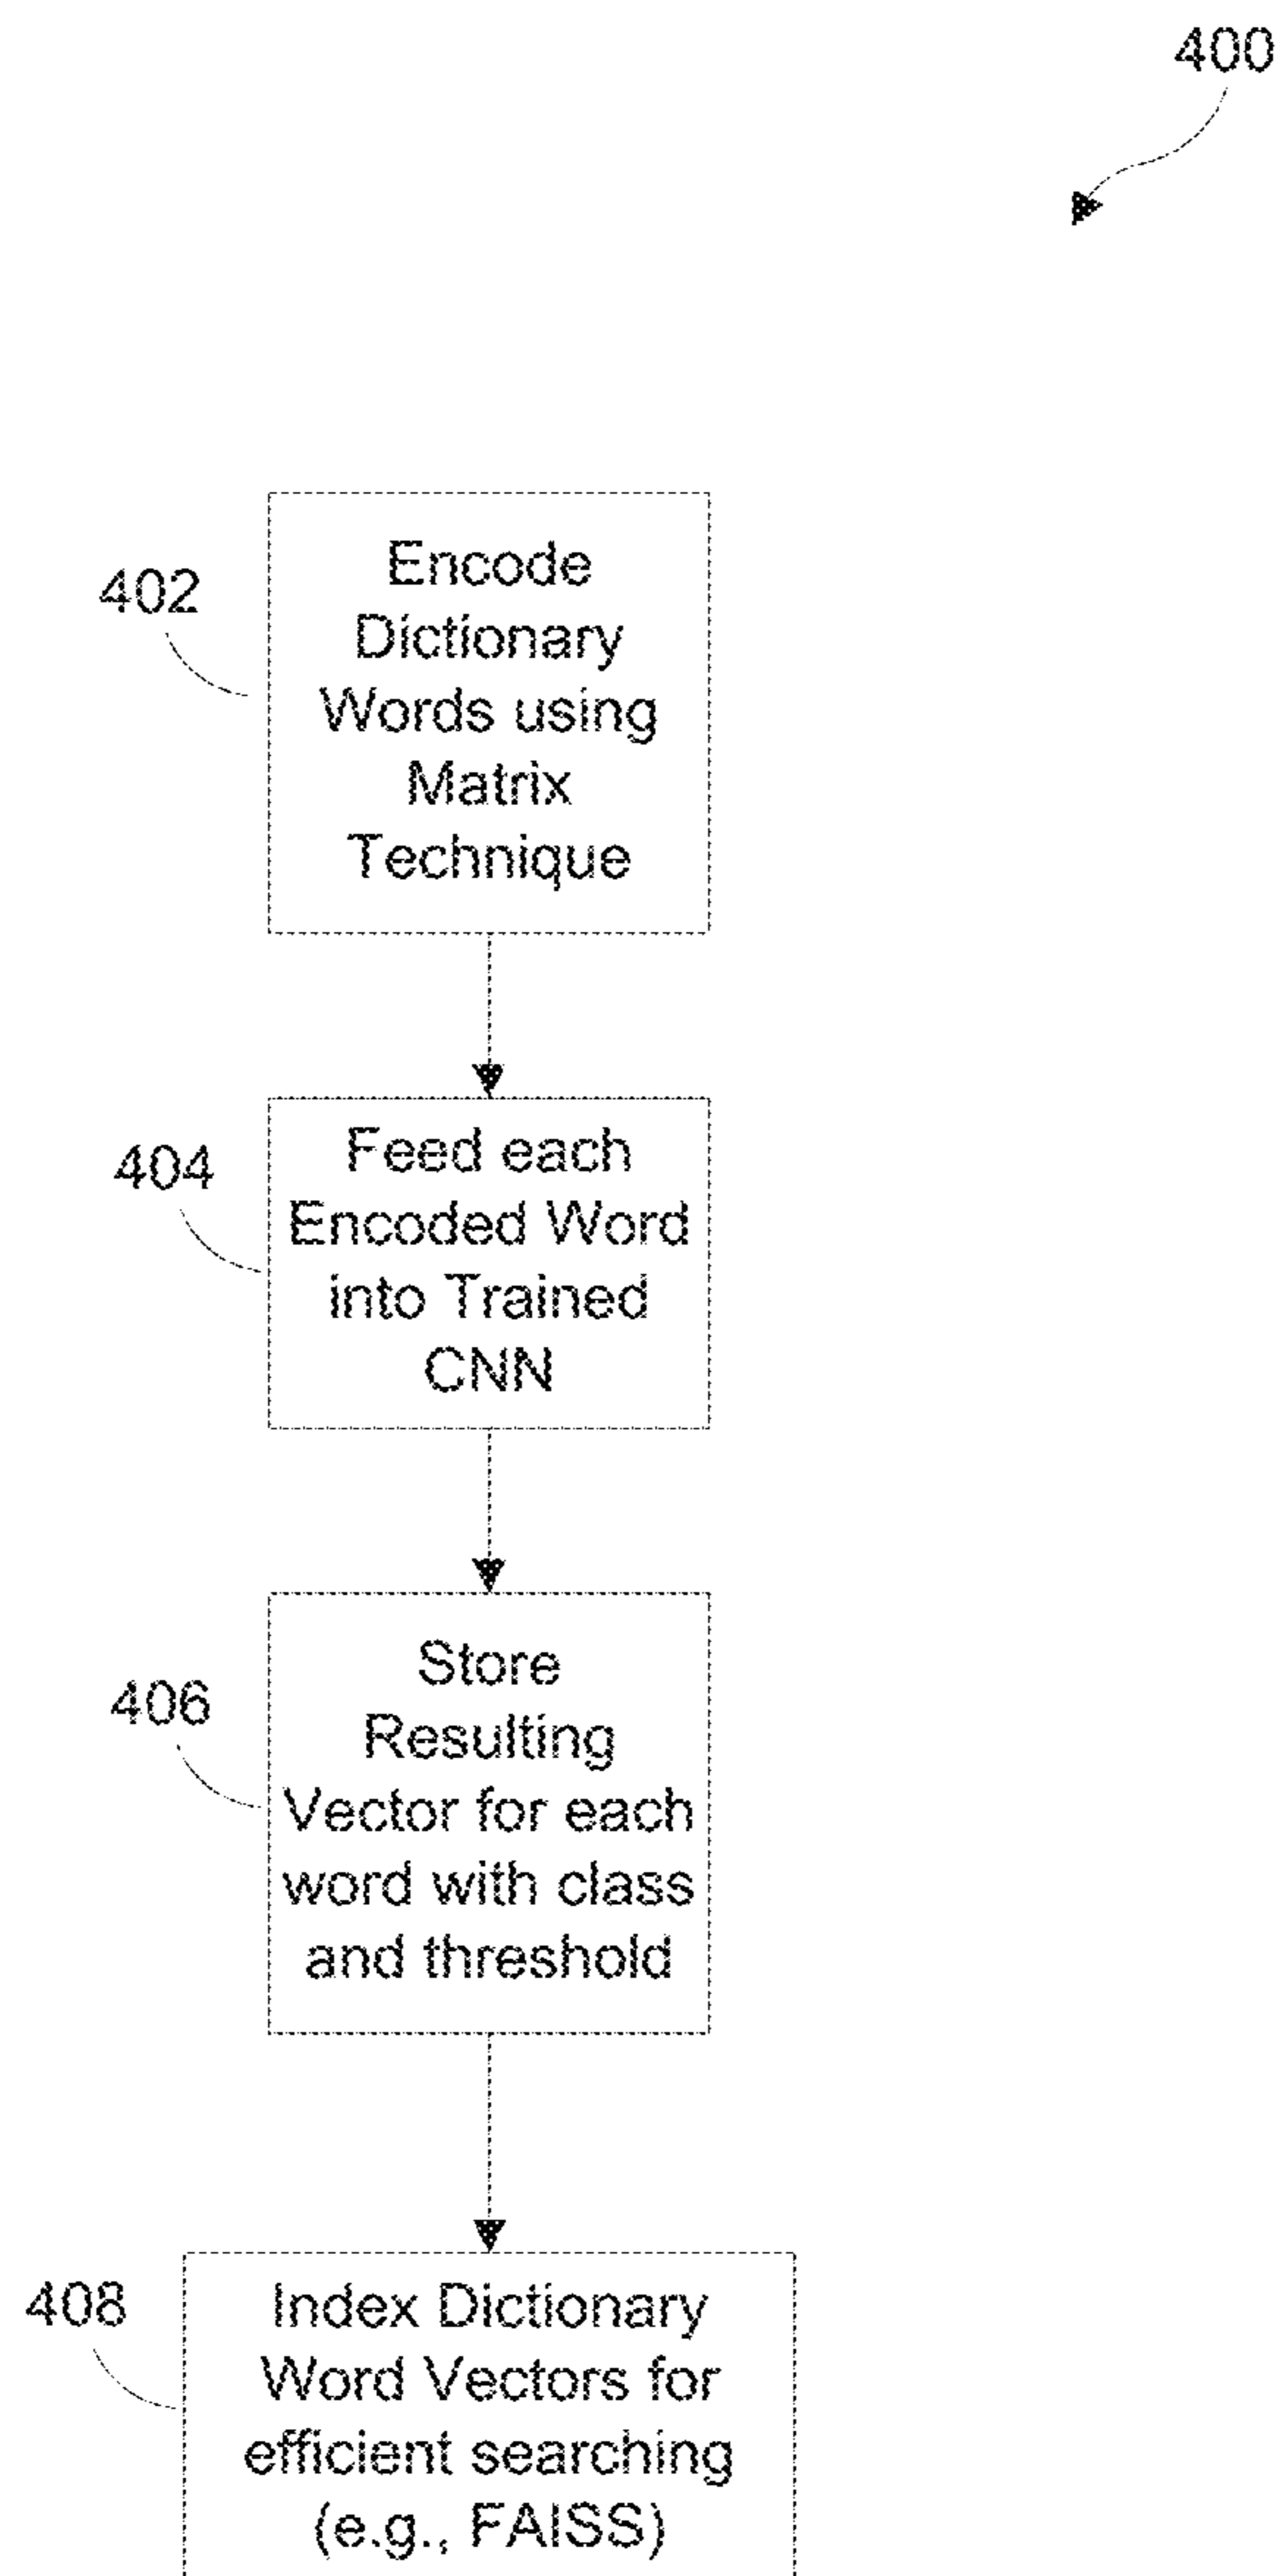 400
402
Encode
Dictionary
Words using
Matrix
Technique
404
Feed each
Encoded Word
into Trained
CNN
406
Store
Resulting
Vector for each
word with class
and threshold
408
Index Dictionary
Word Vectors for
efficient searching
(e.g., FAISS)